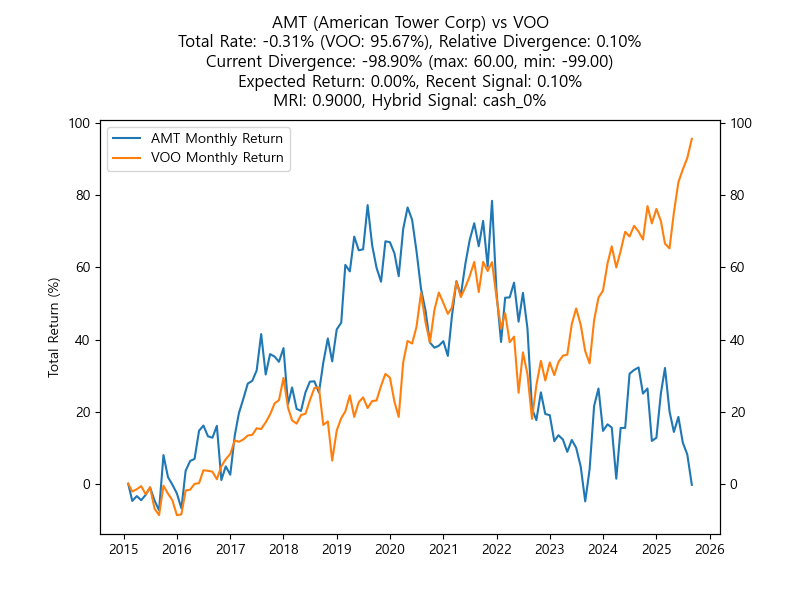 AMT (American Tower Corp) vs VOO
Total Rate: -0.31% (VOO: 95.67%), Relative Divergence: 0.10%
Current Divergence: -98.90% (max: 60.00, min: -99.00)
Expected Return: 0.00%, Recent Signal: 0.10%
MRI: 0.9000, Hybrid Signal: cash_0%
AMT Monthly Return
VOO Monthly Return
Total Return (%)
100
80
60
40
20
0
100
80
60
40
20
0
2015 2016 2017 2018 2019 2020 2021 2022 2023 2024 2025 2026